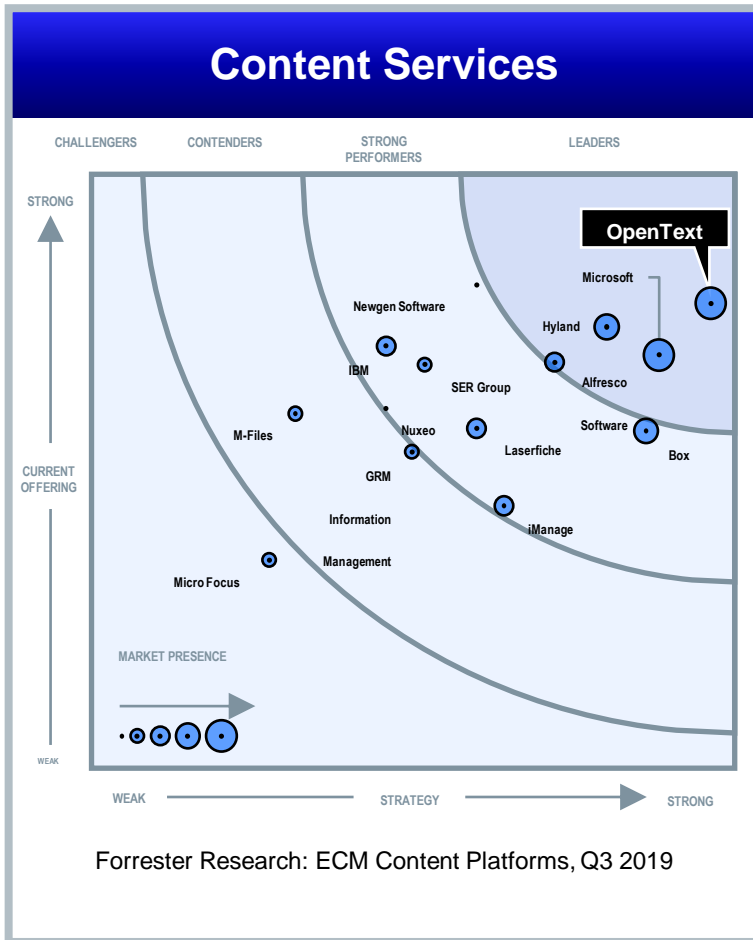 Content Services
CHALLENGERS
CONTENDERS
STRONG
PERFORMERS
LEADERS
STRONG
OpenText
Microsoft
Newgen Software
Hyland
IBM
SER Group
Alfresco
Software
M-Files
Nuxeo
Laserfiche
Box
CURRENT
OFFERING
GRM
Information
iManage
Management
Micro Focus
MARKET PRESENCE
WEAK
WEAK
STRATEGY
STRONG
Forrester Research: ECM Content Platforms, Q3 2019